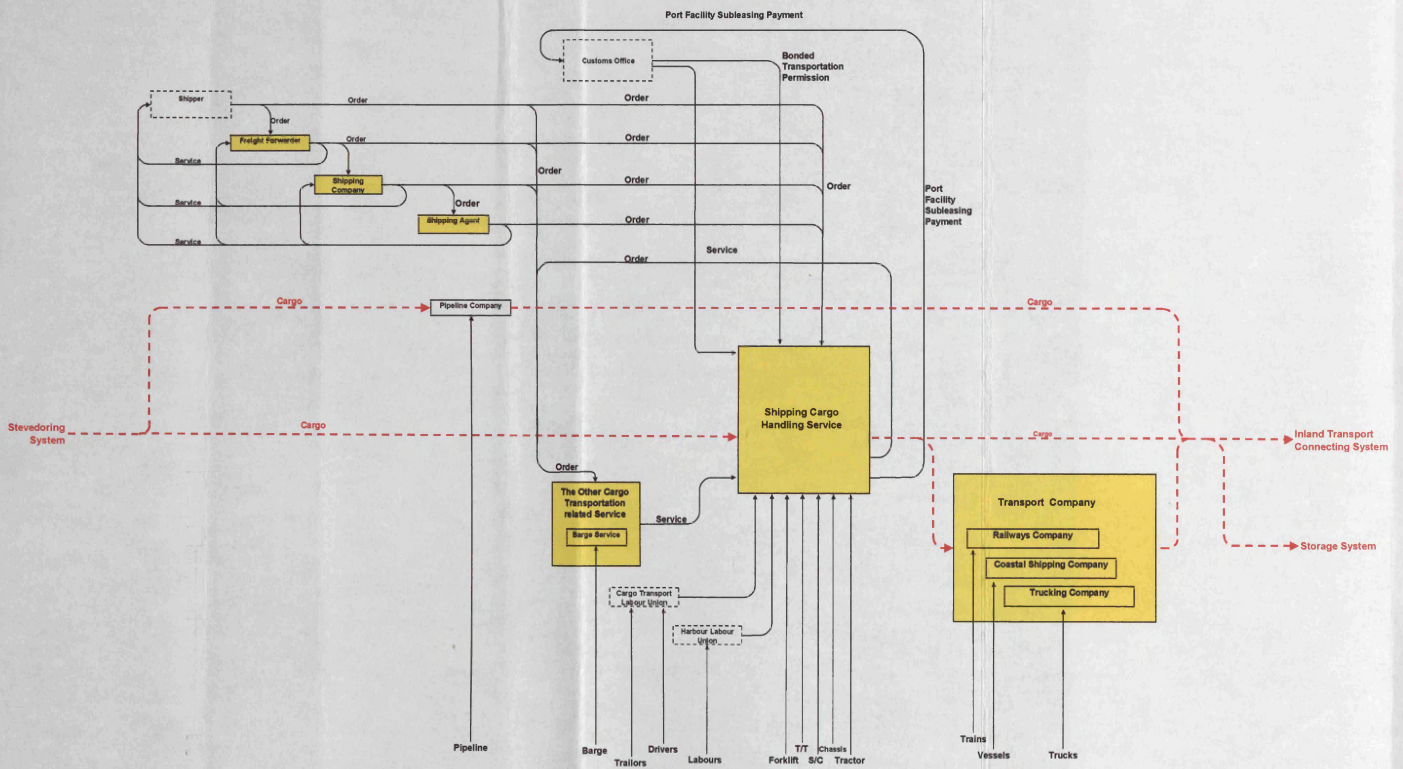 Port Facility Subleasing Payment
Customs Office
Bonded
Transportation
Permission
Shipper
Order
Order
Order
Freight Forwarder
Order
Order
Service
Order
Shipping
Company
Order
Order
Port
Facility
Subleasing
Payment
Service
Order
Shipping Agent
Order
Service
Service
Order
Cargo
Pipeline Company
Cargo
Stevedoring
System
Cargo
Shipping Cargo
Handling Service
Cargo
Inland Transport
Connecting System
Order
The Other Cargo
Transportation
related Service
Barge Service
Service
Transport Company
Railways Company
Coastal Shipping Company
Trucking Company
Storage System
Cargo Transport
Labour Union
Harbour Labour
Union
Pipeline
Barge
Trailors
Drivers
Labours
Forklift
T/T
S/C
Chassis
Tractor
Trains
Vessels
Trucks